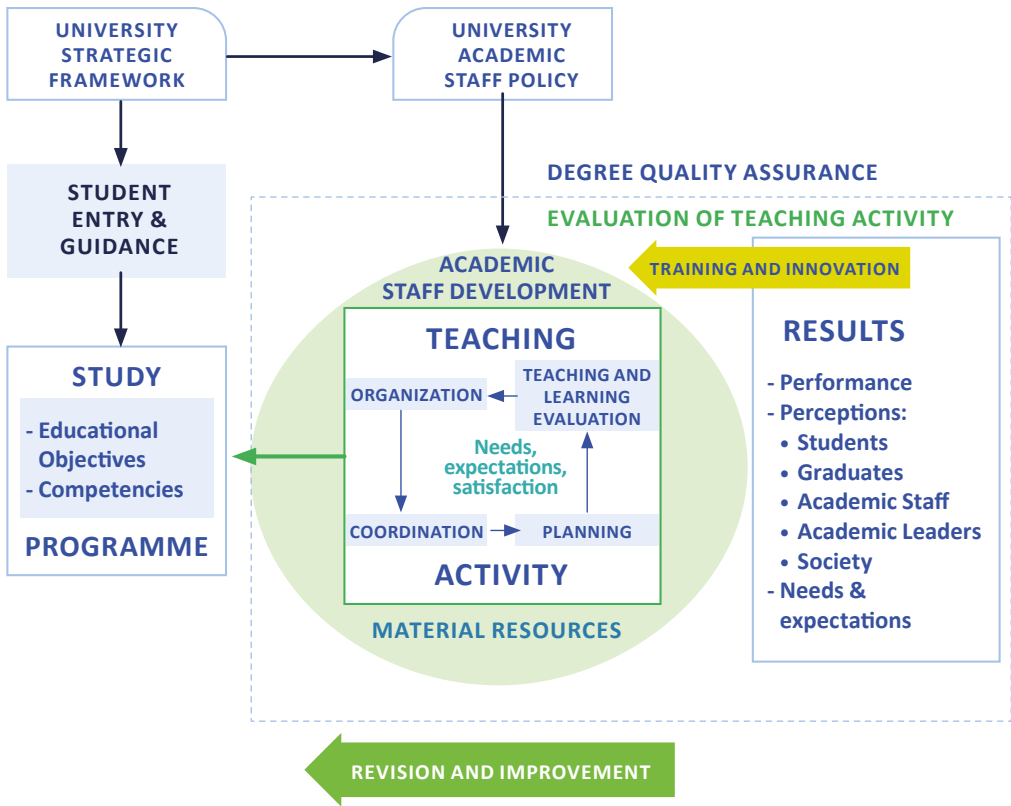 UNIVERSITY
STRATEGIC
FRAMEWORK
UNIVERSITY
ACADEMIC
STAFF POLICY
STUDENT
ENTRY &
GUIDANCE
DEGREE QUALITY ASSURANCE
EVALUATION OF TEACHING ACTIVITY
ACADEMIC
STAFF DEVELOPMENT
TRAINING AND INNOVATION
STUDY
- Educational
Objectives
- Competencies
PROGRAMME
TEACHING
ORGANIZATION
TEACHING AND
LEARNING
EVALUATION
Needs,
expectations,
satisfaction
COORDINATION
PLANNING
ACTIVITY
MATERIAL RESOURCES
RESULTS
- Performance
- Perceptions:
• Students
• Graduates
• Academic Staff
• Academic Leaders
• Society
- Needs &
expectations
REVISION AND IMPROVEMENT